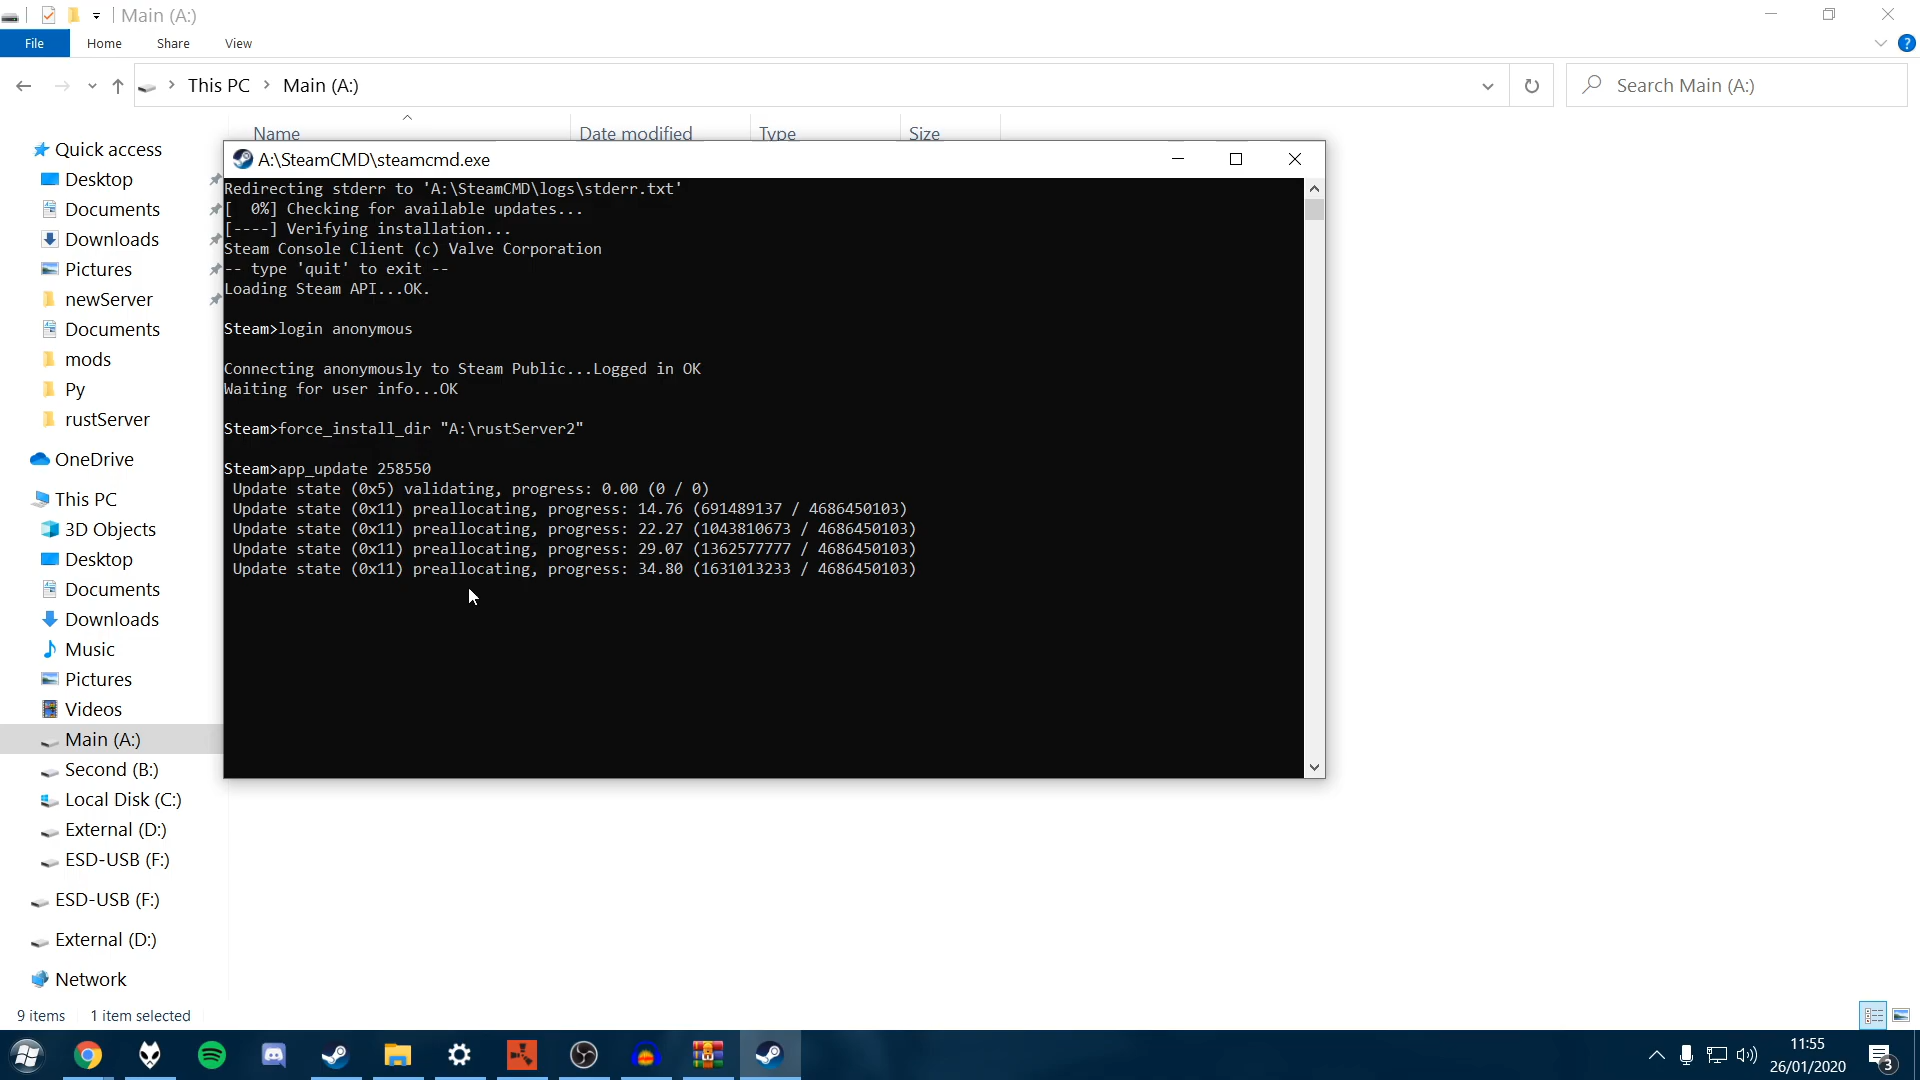 Main (A:)
File
Home
Share
View
This PC
Main (A:)
Search Main (A:)
Name
Date modified
Type
Size
Quick access
Desktop
Documents
Downloads
Pictures
newServer
Documents
mods
Py
rustServer
OneDrive
This PC
3D Objects
Desktop
Documents
Downloads
Music
Pictures
Videos
Main (A:)
Second (B:)
Local Disk (C:)
External (D:)
ESD-USB (F:)
ESD-USB (F:)
External (D:)
Network
A:\SteamCMD\steamcmd.exe
Redirecting stderr to 'A:\SteamCMD\logs\stderr.txt'
[  0%] Checking for available updates...
[----] Verifying installation...
Steam Console Client (c) Valve Corporation
-- type 'quit' to exit --
Loading Steam API...OK.
Steam>login anonymous
Connecting anonymously to Steam Public...Logged in OK
Waiting for user info...OK
Steam>force_install_dir "A:\rustServer2"
Steam>app_update 258550
Update state (0x5) validating, progress: 0.00 (0 / 0)
Update state (0x11) preallocating, progress: 14.76 (691489137 / 4686450103)
Update state (0x11) preallocating, progress: 22.27 (1043810673 / 4686450103)
Update state (0x11) preallocating, progress: 29.07 (1362577777 / 4686450103)
Update state (0x11) preallocating, progress: 34.80 (1631013233 / 4686450103)
9 items
1 item selected
11:55
26/01/2020
3